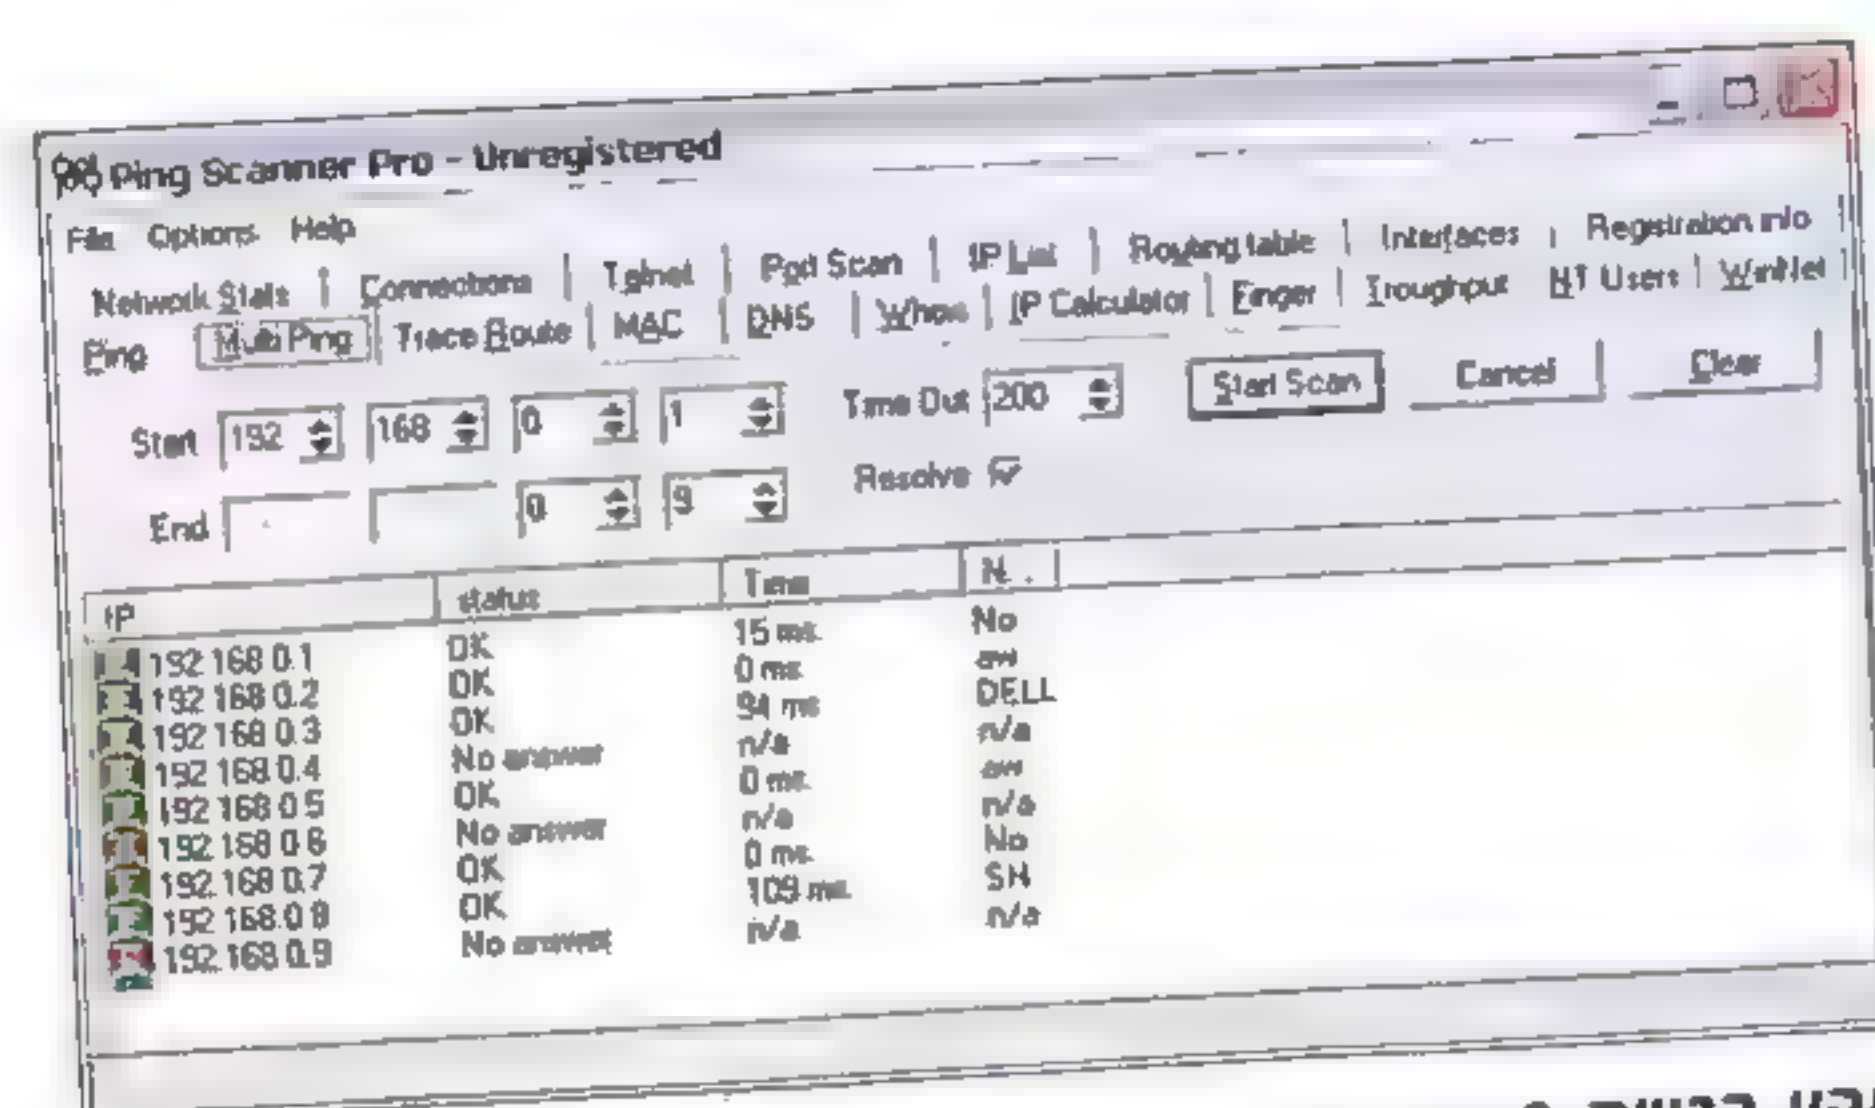 Ping Scanner Pro - Unregistered
File Options Help
Network Stats Connections Telnet Port Scan IP List Routing table Interfaces Registration info
Ping Multi Ping Trace Route MAC DNS Whois IP Calculator Finger Troughput NT Users WinNet
Start 192 168 0 1 Time Out 200 Start Scan Cancel Clear
End 0 9 Resolve
IP status Time N...
192.168.0.1 OK 15 ms. No
192.168.0.2 OK 0 ms.
192.168.0.3 OK 94 ms. DELL
192.168.0.4 No answer n/a n/a
192.168.0.5 OK 0 ms.
192.168.0.6 No answer n/a n/a
192.168.0.7 OK 0 ms. No
192.168.0.8 OK 109 ms.
192.168.0.9 No answer n/a n/a